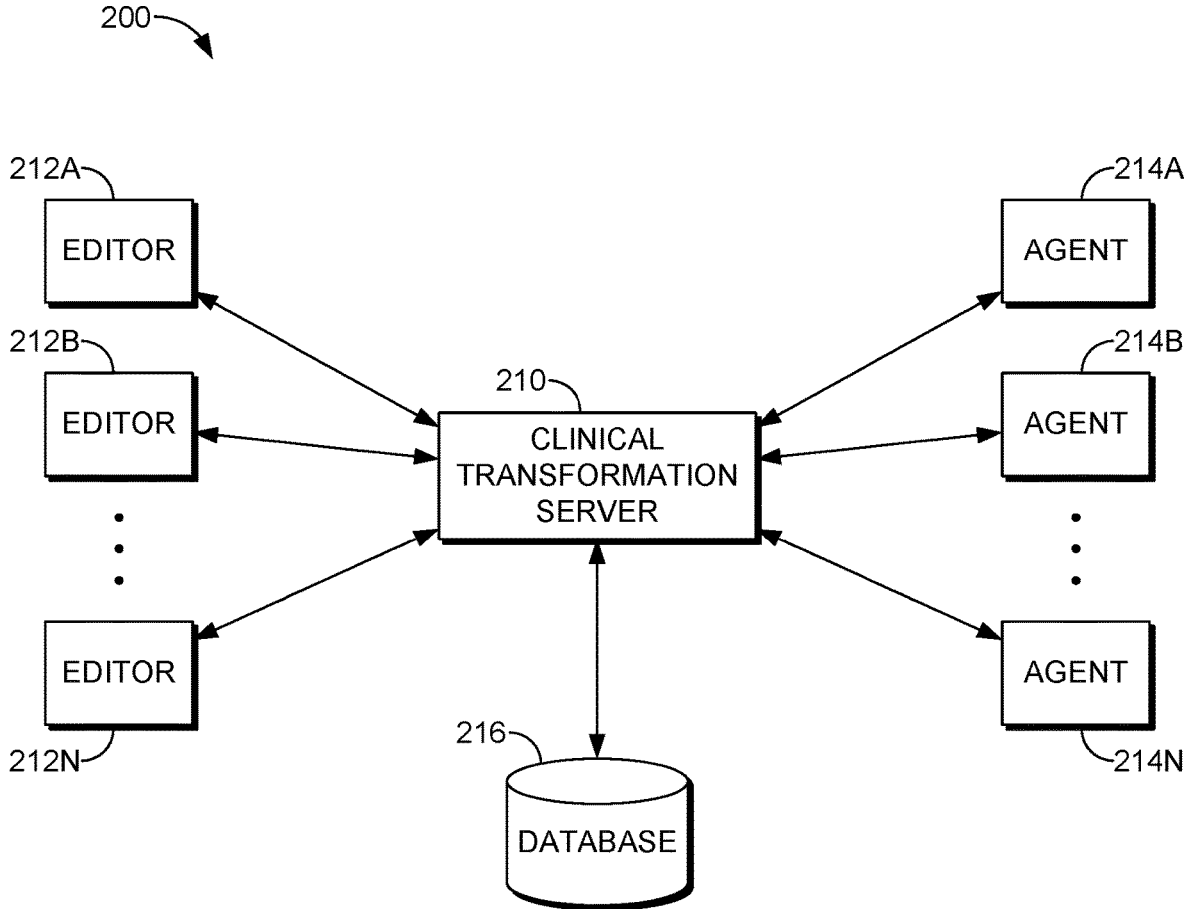 200
212A
EDITOR
214A
AGENT
212B
EDITOR
214B
AGENT
210
CLINICAL
TRANSFORMATION
SERVER
EDITOR
212N
AGENT
214N
216
DATABASE